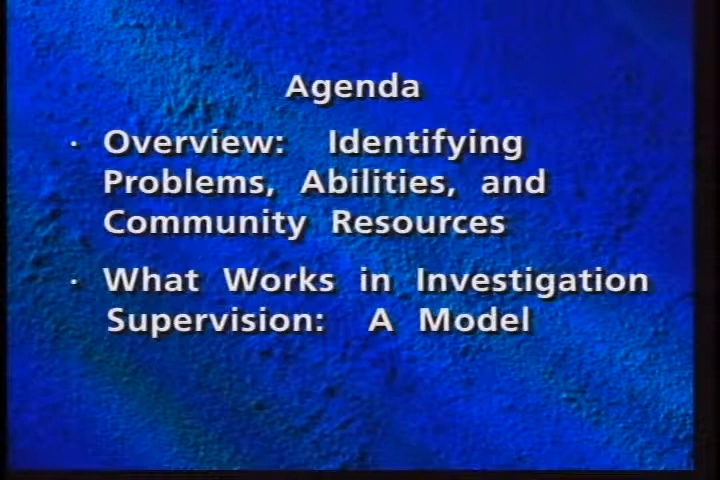 Agenda
· Overview: Identifying
Problems, Abilities, and
Community Resources
· What Works in Investigation
Supervision: A Model